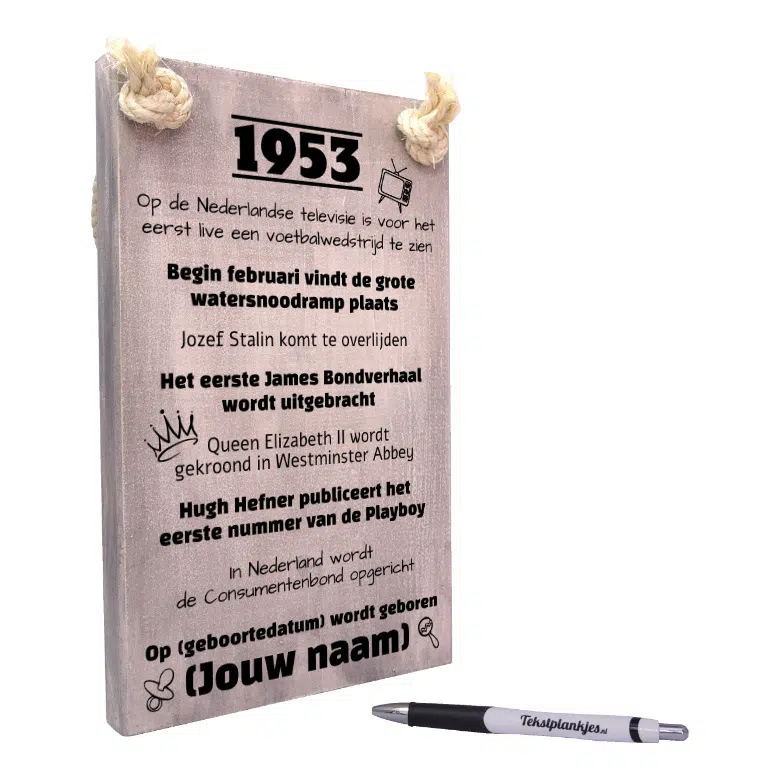 1953
Op de Nederlandse televisie is voor het
eerst live een voetbalwedstrijd te zien
Begin februari vindt de grote
watersnoodramp plaats
Jozef Stalin komt te overlijden
Het eerste James Bondverhaal
wordt uitgebracht
Queen Elizabeth II wordt
gekroond in Westminster Abbey
Hugh Hefner publiceert het
eerste nummer van de Playboy
In Nederland wordt
de Consumentenbond opgericht
Op (geboortedatum) wordt geboren
(Jouw naam)
Tekstplankjes.nl